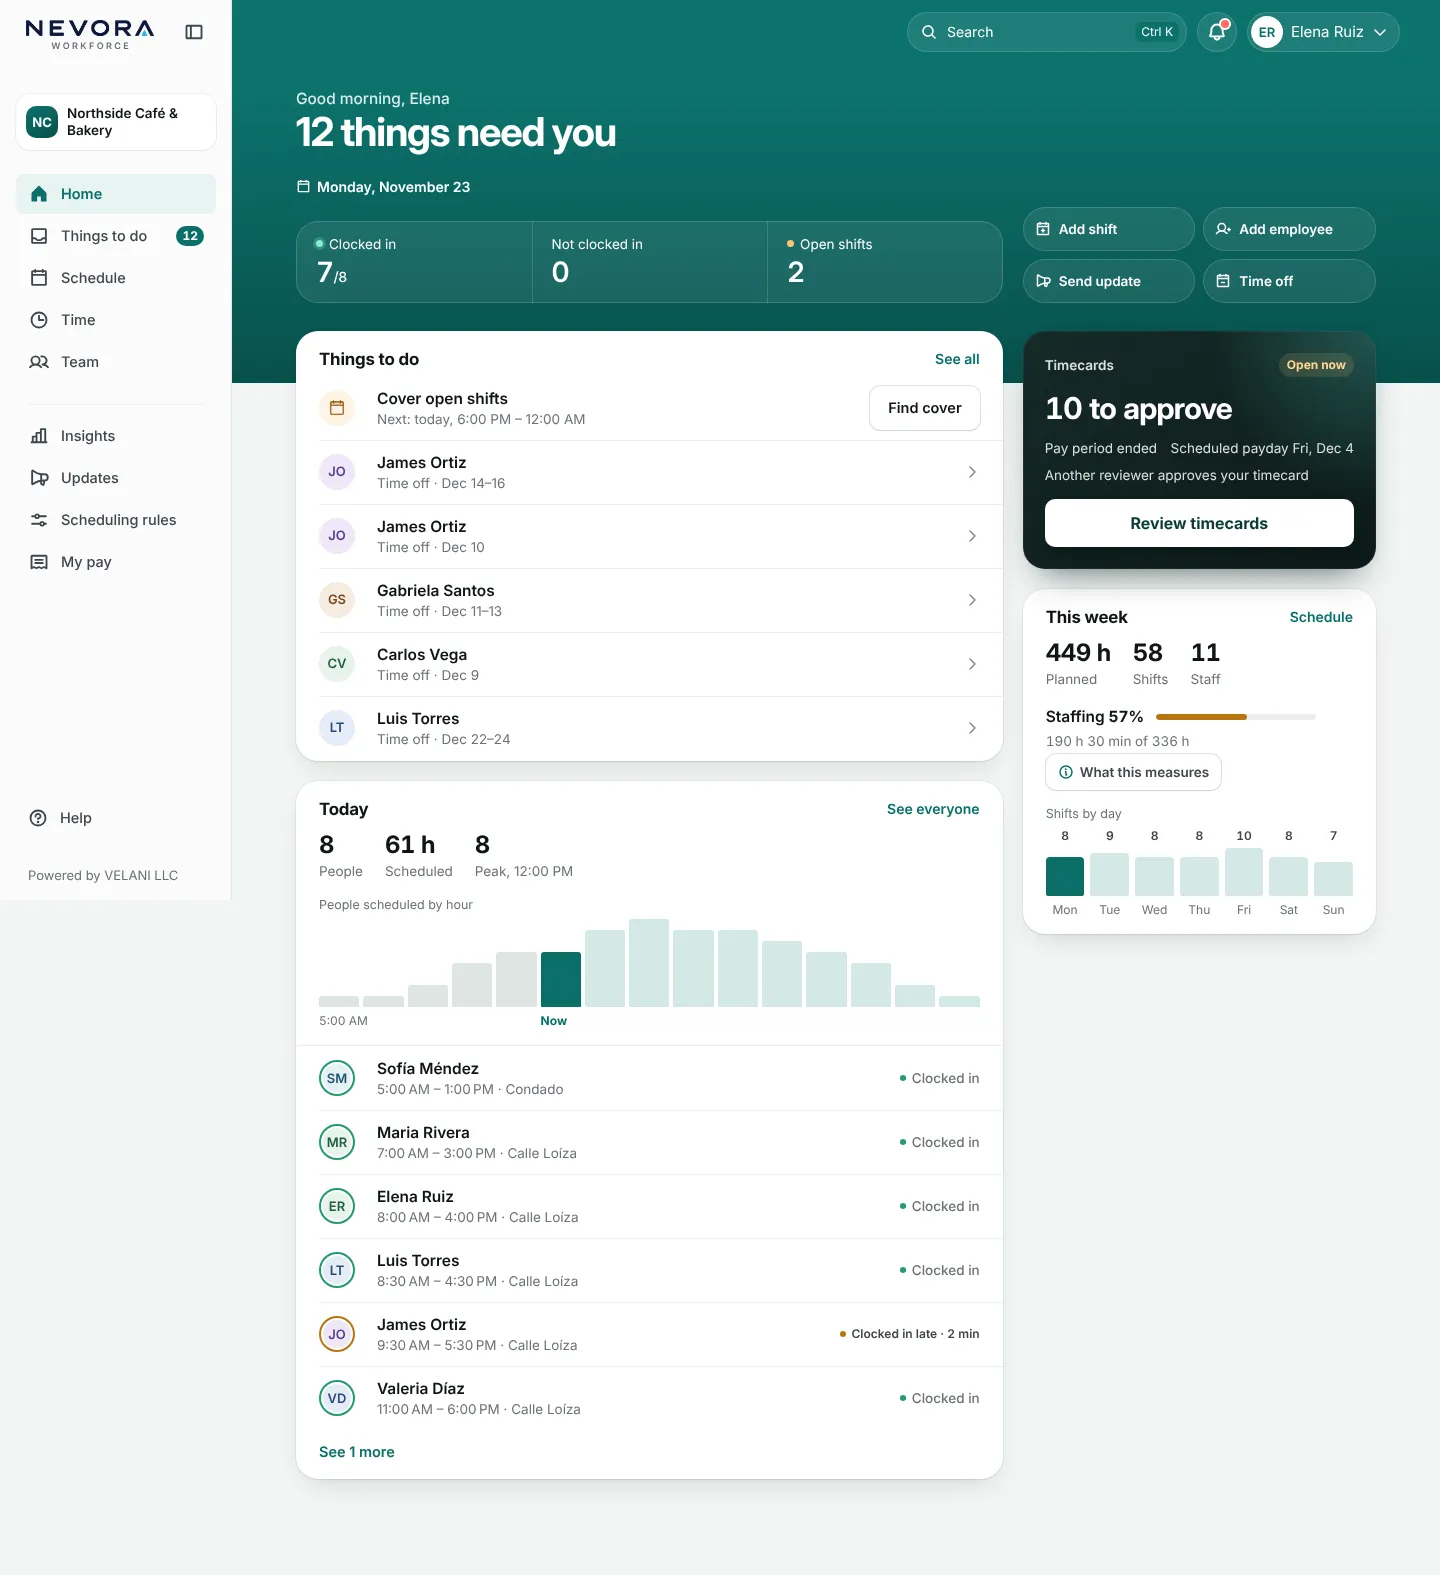 NEVORA
WORKFORCE
NC
Northside Café &
Bakery
Home
Things to do 12
Schedule
Time
Team
Insights
Updates
Scheduling rules
My pay
Help
Powered by VELANI LLC
Search Ctrl K
ER Elena Ruiz
Good morning, Elena
12 things need you
Monday, November 23
Clocked in
7/8
Not clocked in
0
Open shifts
2
Add shift
Add employee
Send update
Time off
Things to do See all
Cover open shifts
Next: today, 6:00 PM – 12:00 AM
Find cover
JO
James Ortiz
Time off · Dec 14–16
JO
James Ortiz
Time off · Dec 10
GS
Gabriela Santos
Time off · Dec 11–13
CV
Carlos Vega
Time off · Dec 9
LT
Luis Torres
Time off · Dec 22–24
Timecards Open now
10 to approve
Pay period ended Scheduled payday Fri, Dec 4
Another reviewer approves your timecard
Review timecards
This week Schedule
449 h 58 11
Planned Shifts Staff
Staffing 57%
190 h 30 min of 336 h
What this measures
Shifts by day
8 9 8 8 10 8 7
Mon Tue Wed Thu Fri Sat Sun
Today See everyone
8 61 h 8
People Scheduled Peak, 12:00 PM
People scheduled by hour
5:00 AM Now
SM
Sofía Méndez
5:00 AM – 1:00 PM · Condado
Clocked in
MR
Maria Rivera
7:00 AM – 3:00 PM · Calle Loíza
Clocked in
ER
Elena Ruiz
8:00 AM – 4:00 PM · Calle Loíza
Clocked in
LT
Luis Torres
8:30 AM – 4:30 PM · Calle Loíza
Clocked in
JO
James Ortiz
9:30 AM – 5:30 PM · Calle Loíza
Clocked in late · 2 min
VD
Valeria Díaz
11:00 AM – 6:00 PM · Calle Loíza
Clocked in
See 1 more